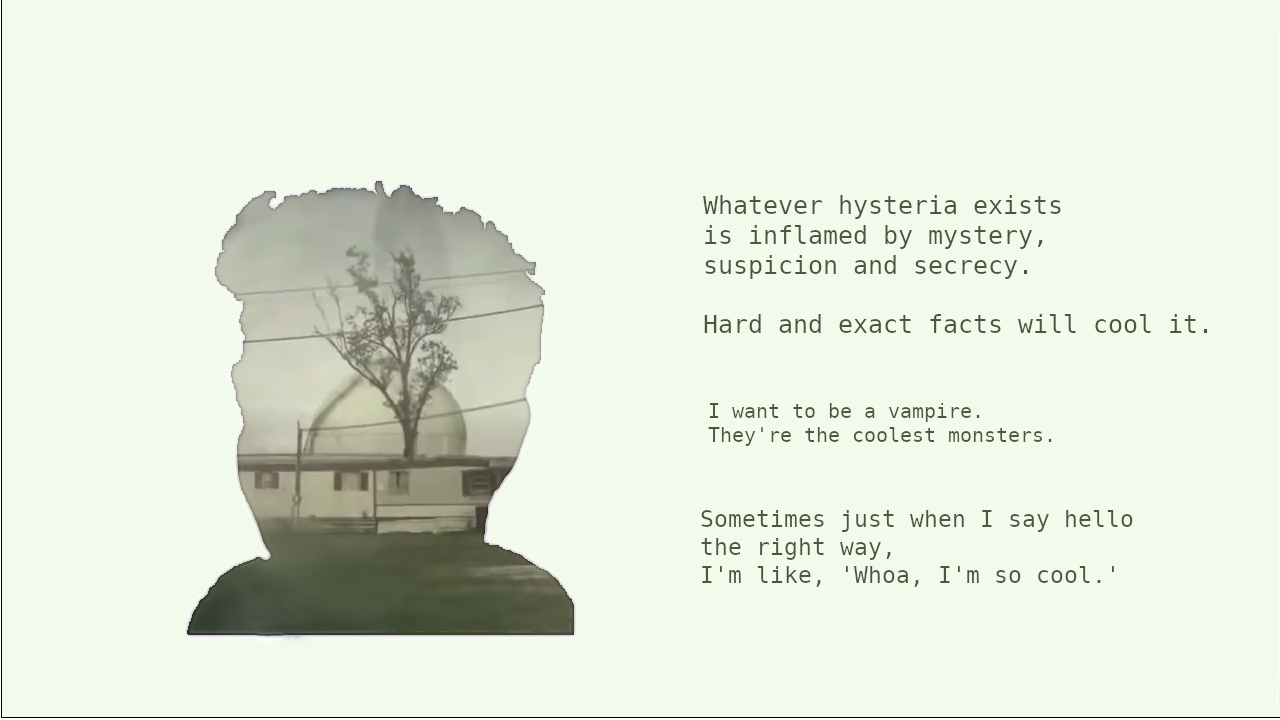 Whatever hysteria exists
is inflamed by mystery,
suspicion and secrecy.
Hard and exact facts will cool it.
I want to be a vampire.
They're the coolest monsters.
Sometimes just when I say hello
the right way,
I'm like, 'Whoa, I'm so cool.'